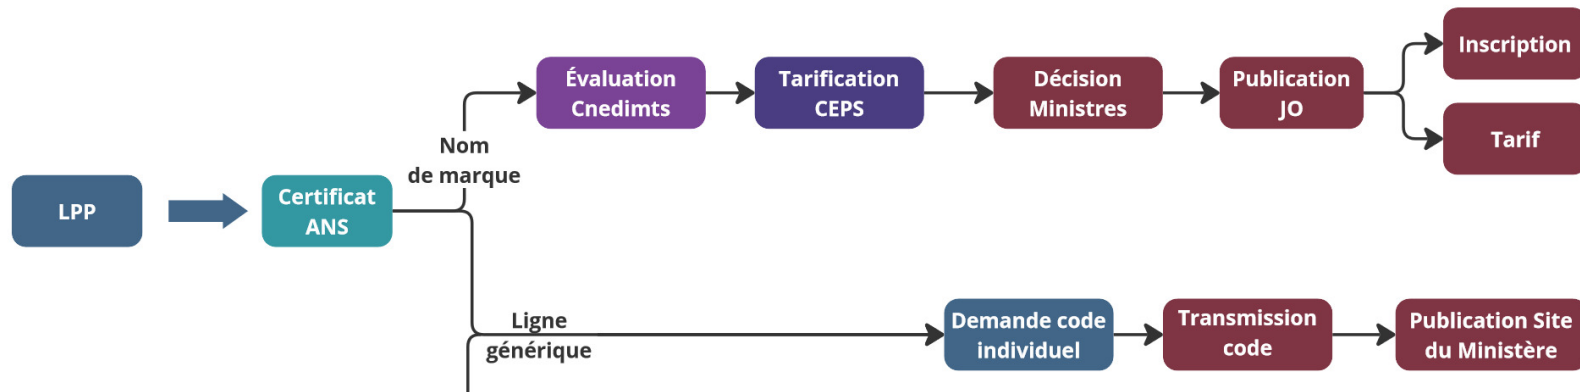 LPP
Certificat
ANS
Nom
de marque
Évaluation
Cnedimts
Tarification
CEPS
Décision
Ministres
Publication
JO
Inscription
Tarif
Ligne
générique
Demande code
individuel
Transmission
code
Publication Site
du Ministère